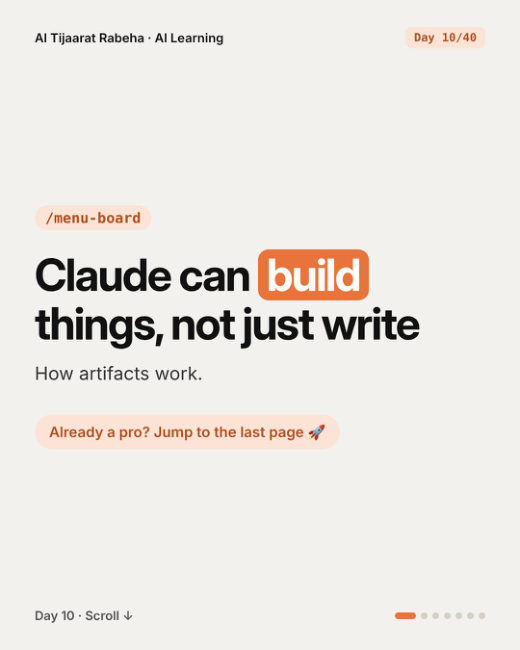 Al Tijaarat Rabeha · AI Learning
Day 10/40
/menu-board
Claude can build
things, not just write
How artifacts work.
Already a pro? Jump to the last page 🚀
Day 10 · Scroll ↓